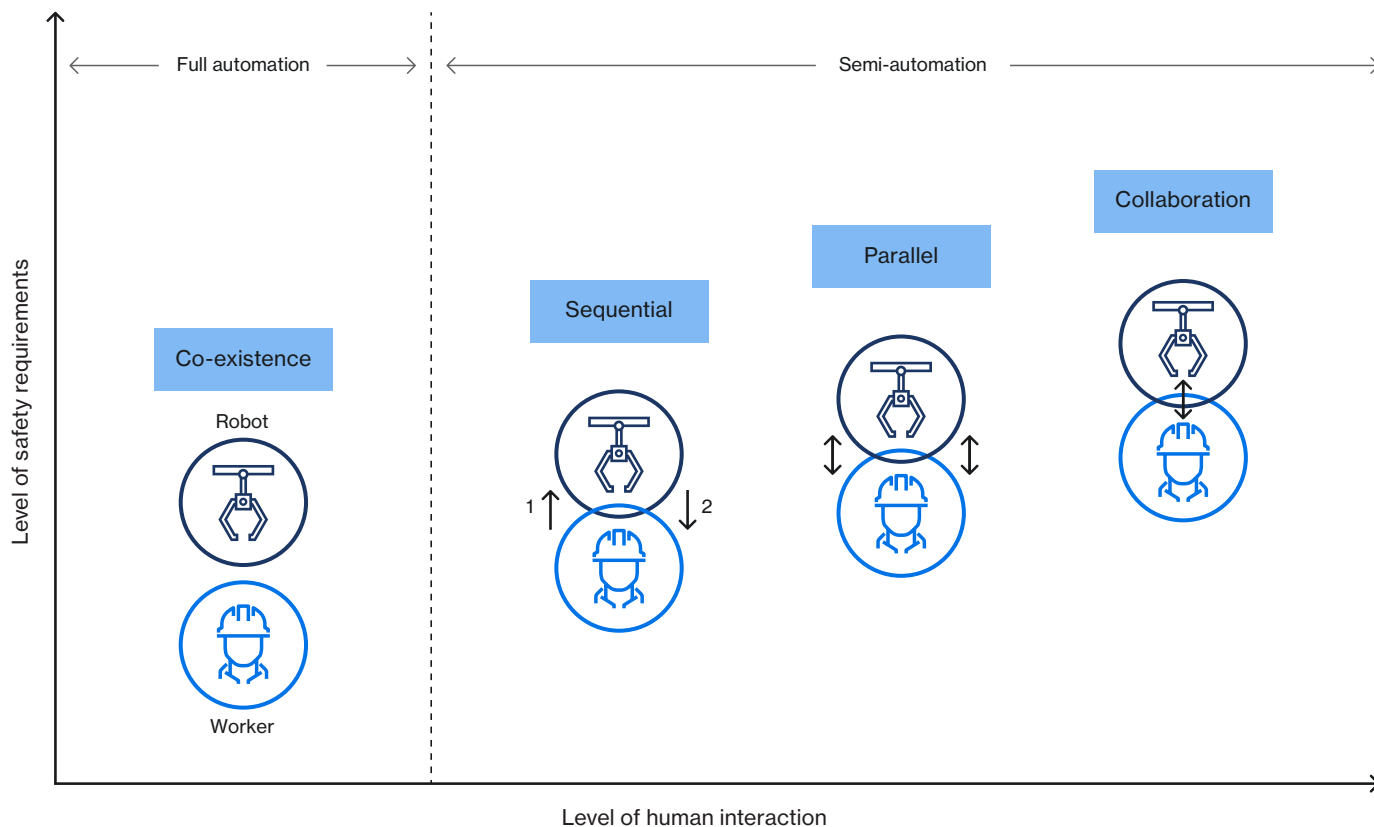 Full automation
Semi-automation
Collaboration
Parallel
Sequential
Co-existence
Robot
1
2
Worker
Level of safety requirements
Level of human interaction